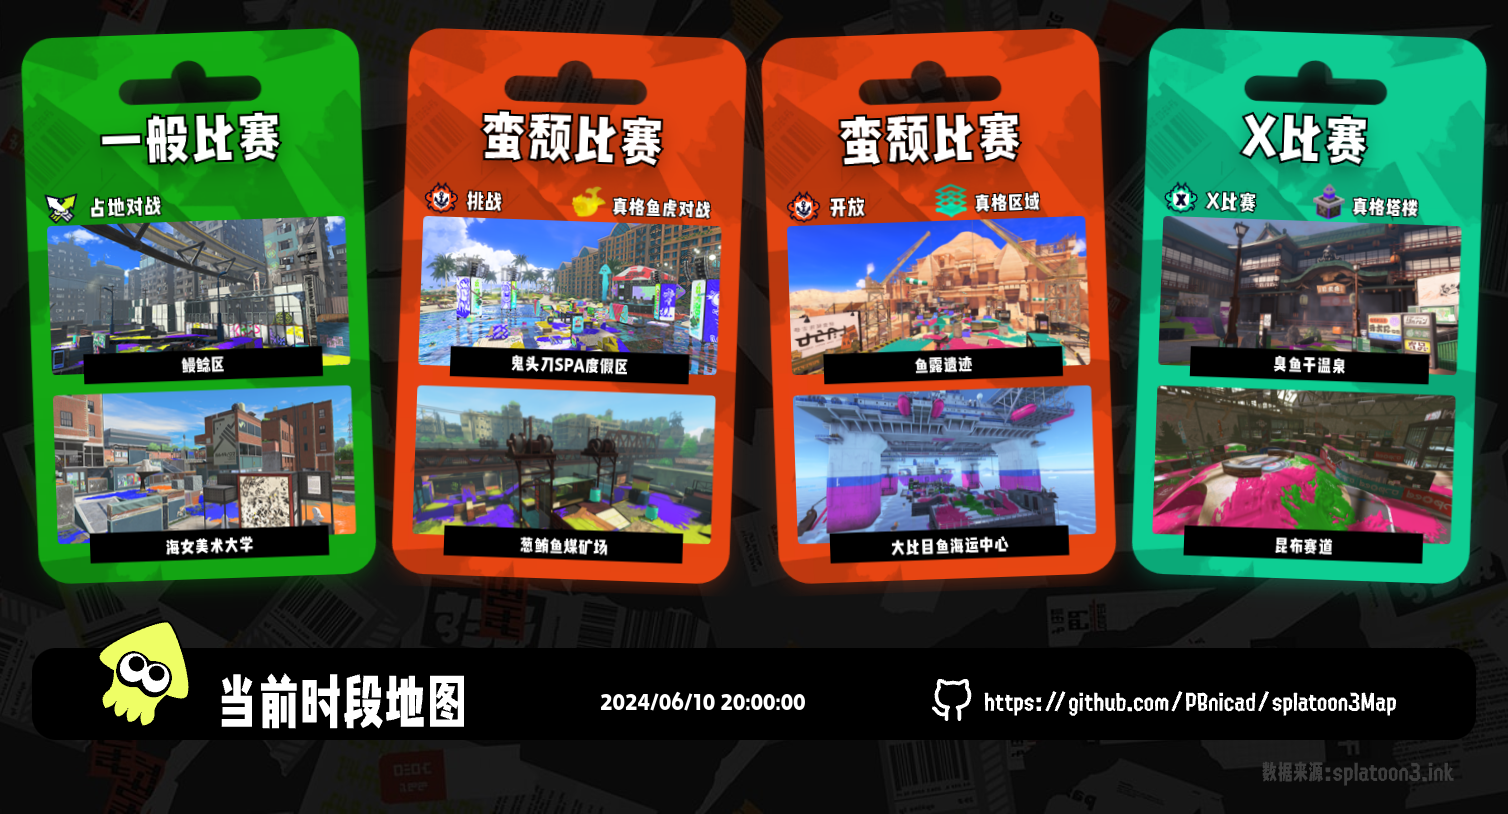 一般比赛
占地对战
鳗鲶区
海女美术大学
蛮颓比赛
挑战
真格鱼虎对战
鬼头刀SPA度假区
葱鲔鱼煤矿场
蛮颓比赛
开放
真格区域
鱼露遗迹
大比目鱼海运中心
X比赛
X比赛
真格塔楼
臭鱼干温泉
昆布赛道
当前时段地图
2024/06/10 20:00:00
https://github.com/PBnicad/splatoon3Map
数据来源:splatoon3.ink